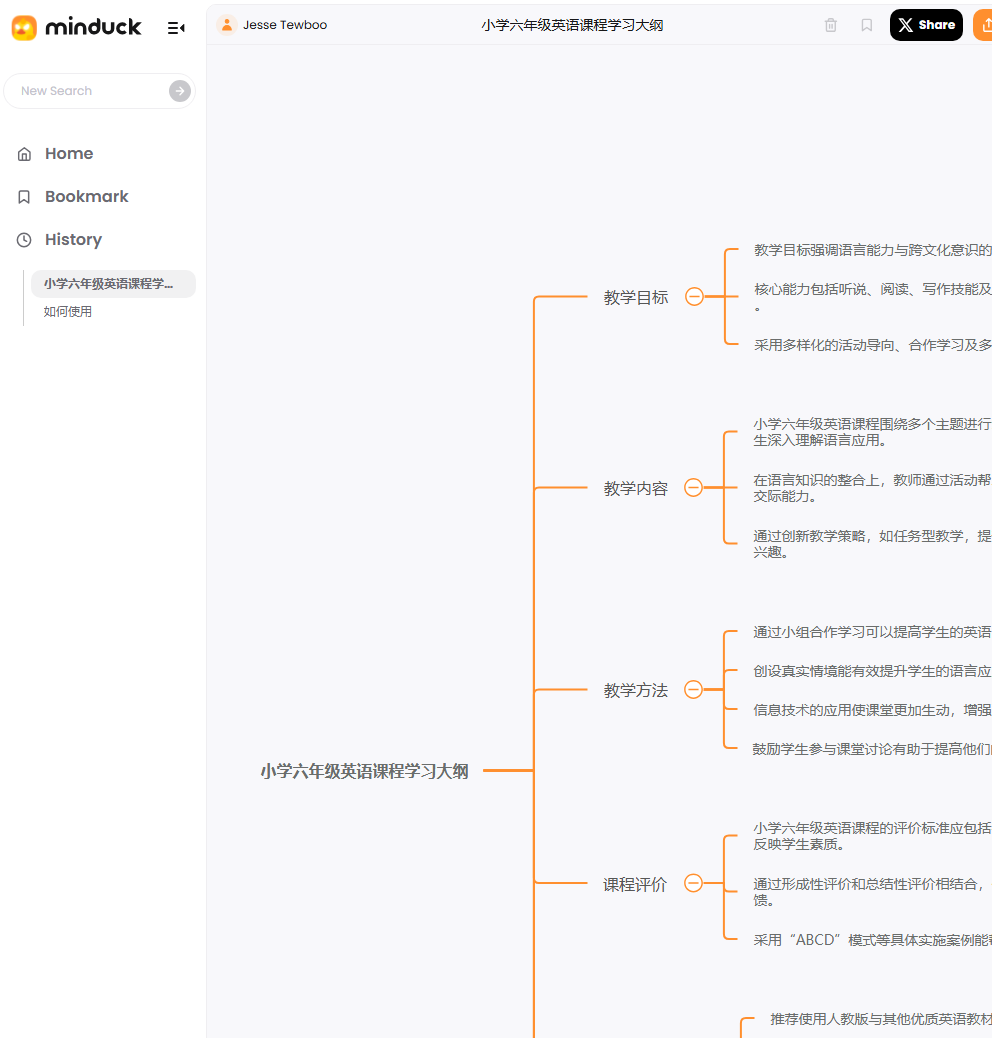 minduck
Jesse Tewboo
小学六年级英语课程学习大纲
Share
New Search
Home
Bookmark
History
小学六年级英语课程学...
如何使用
小学六年级英语课程学习大纲
教学目标
教学目标强调语言能力与跨文化意识的
核心能力包括听说、阅读、写作技能及
。
采用多样化的活动导向、合作学习及多
教学内容
小学六年级英语课程围绕多个主题进行
生深入理解语言应用。
在语言知识的整合上，教师通过活动帮
交际能力。
通过创新教学策略，如任务型教学，提
兴趣。
教学方法
通过小组合作学习可以提高学生的英语
创设真实情境能有效提升学生的语言应
信息技术的应用使课堂更加生动，增强
鼓励学生参与课堂讨论有助于提高他们
课程评价
小学六年级英语课程的评价标准应包括
反映学生素质。
通过形成性评价和总结性评价相结合，
馈。
采用“ABCD”模式等具体实施案例能
推荐使用人教版与其他优质英语教材